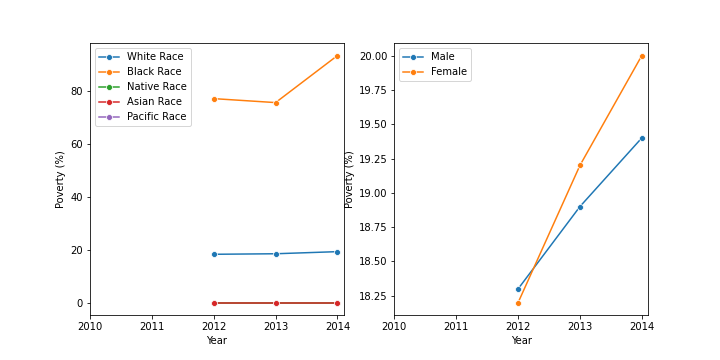 White Race
Black Race
Native Race
Asian Race
Pacific Race
80
60
40
20
0
Poverty (%)
2010 2011 2012 2013 2014
Year
Male
Female
20.00
19.75
19.50
19.25
19.00
18.75
18.50
18.25
Poverty (%)
2010 2011 2012 2013 2014
Year